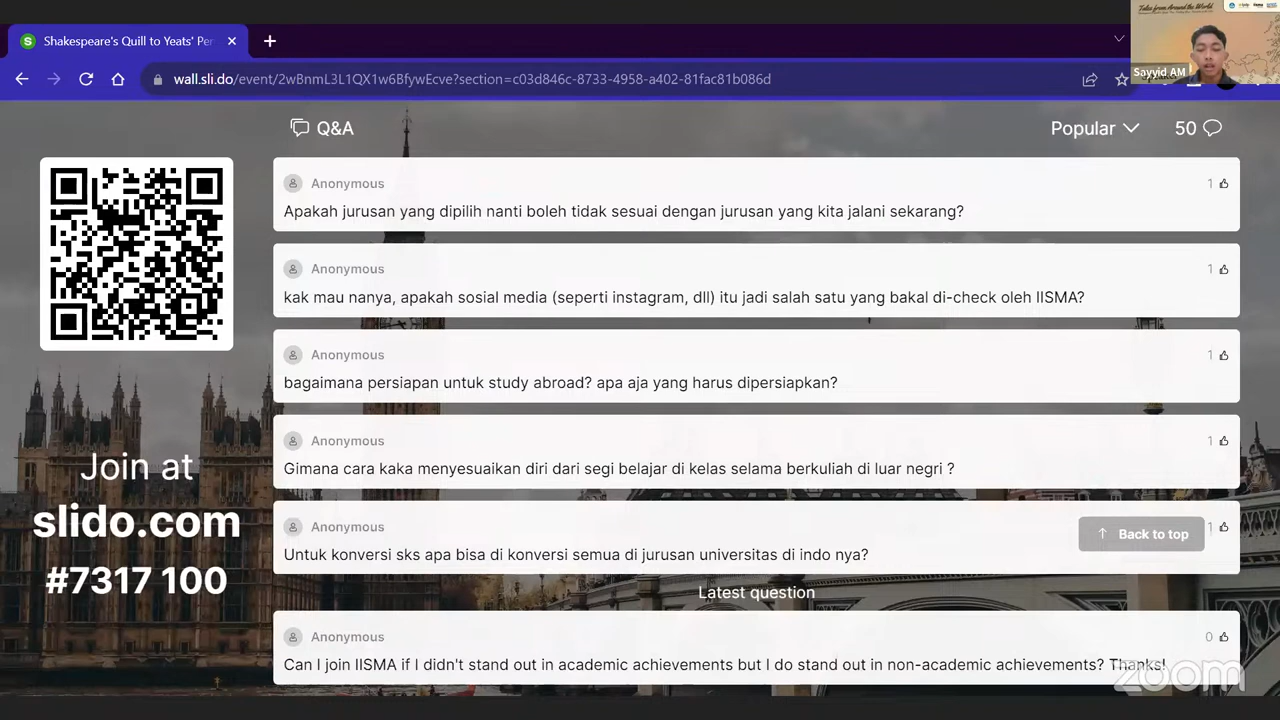 Shakespeare's Quill to Yeats' Pe
wall.sli.do/event/2wBnmL3L1QX1w6BfywEcve?section=c03d846c-8733-4958-a402-81fac81b086d
Tales from Around the World
Sayyid AM
Q&A
Popular
50
Anonymous
1
Apakah jurusan yang dipilih nanti boleh tidak sesuai dengan jurusan yang kita jalani sekarang?
Anonymous
1
kak mau nanya, apakah sosial media (seperti instagram, dll) itu jadi salah satu yang bakal di-check oleh IISMA?
Anonymous
1
bagaimana persiapan untuk study abroad? apa aja yang harus dipersiapkan?
Anonymous
1
Gimana cara kaka menyesuaikan diri dari segi belajar di kelas selama berkuliah di luar negri ?
Anonymous
1
Untuk konversi sks apa bisa di konversi semua di jurusan universitas di indo nya?
Back to top
Latest question
Anonymous
0
Can I join IISMA if I didn't stand out in academic achievements but I do stand out in non-academic achievements? Thanks!
Join at
slido.com
#7317 100
zoom